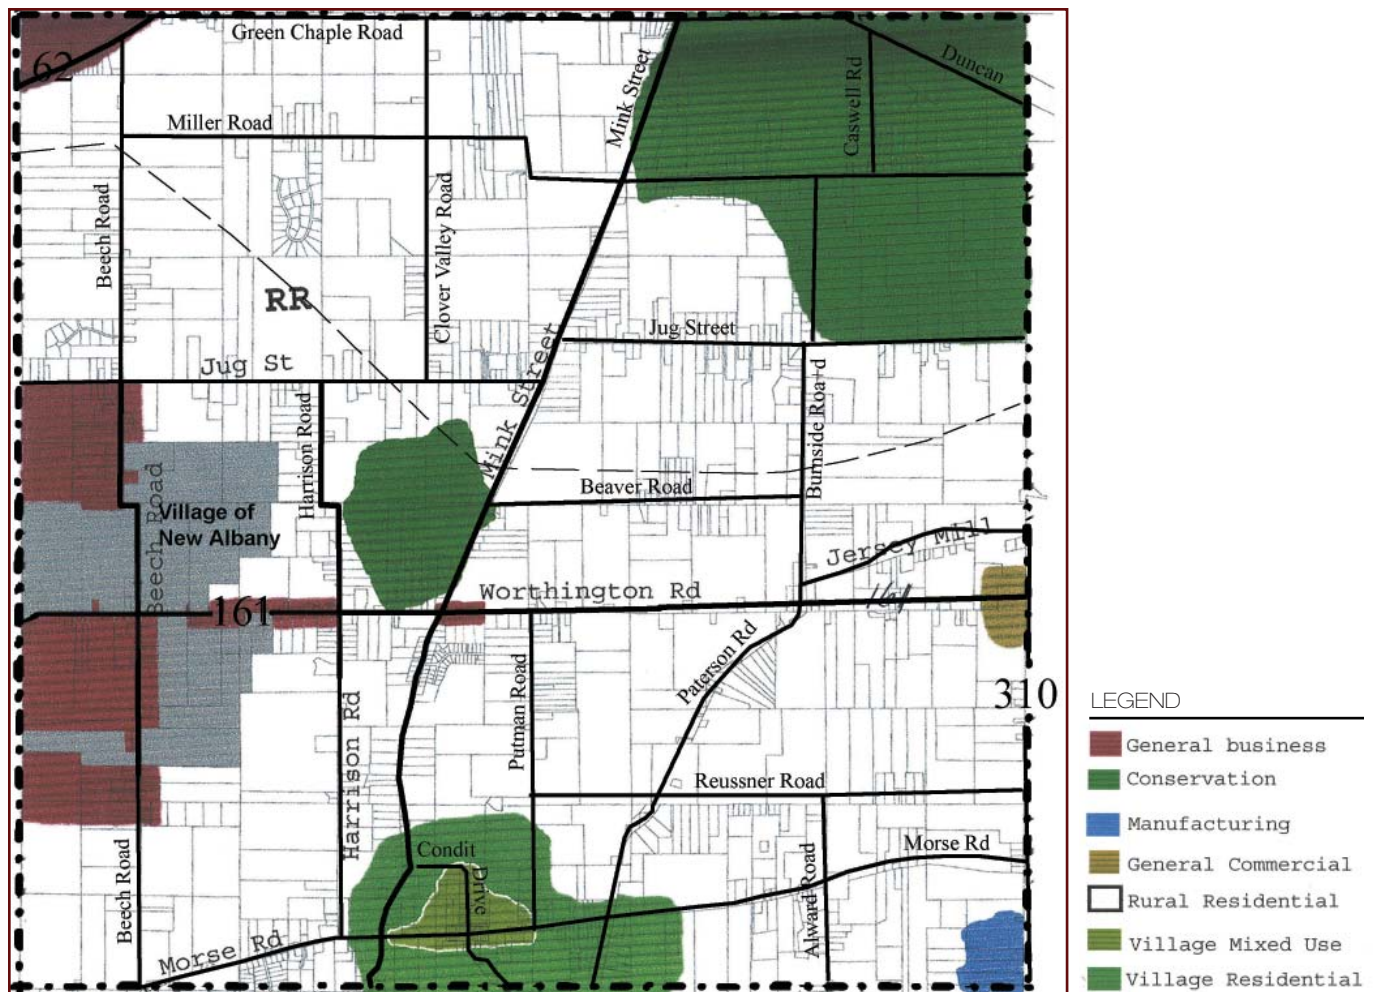 Green Chaple Road
62
Mink Street
Caswell Rd
Duncan
Miller Road
Beech Road
Clover Valley Road
RR
Jug Street
Jug St
Mink Street
Harrison Road
Burnside Roa+d
Beech Road
Village of
New Albany
Beaver Road
Jersey Mill
Worthington Rd
161
161
Paterson Rd
Putman Road
310
Harrison Rd
Reussner Road
Condit
Drive
Morse Rd
Alward Road
Beech Road
Morse Rd
LEGEND
General business
Conservation
Manufacturing
General Commercial
Rural Residential
Village Mixed Use
Village Residential